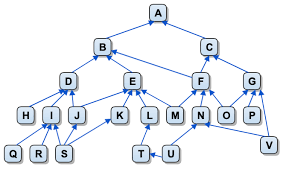 A
B C
D E F G
H I J K L M N O P
Q R S T U V